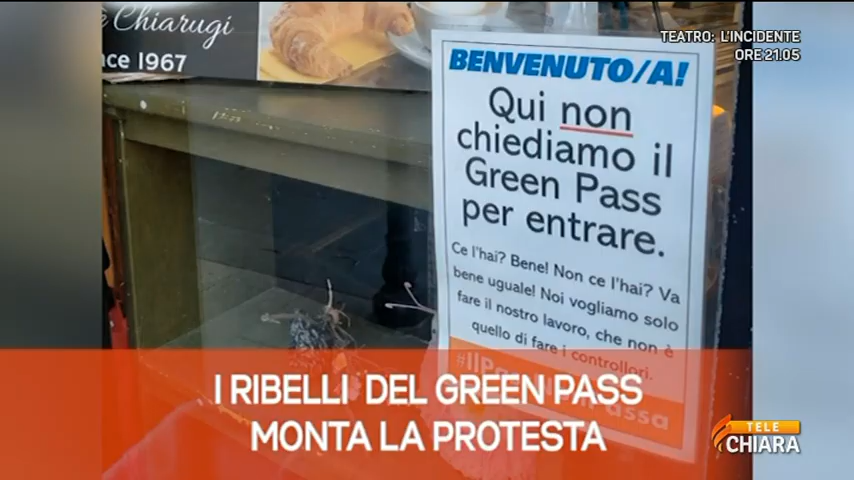 è Chiarugi
ce 1967
TEATRO: L'INCIDENTE
ORE 21.05
BENVENUTO/A!
Qui non
chiediamo il
Green Pass
per entrare.
Ce l'hai? Bene! Non ce l'hai? Va
bene uguale! Noi vogliamo solo
fare il nostro lavoro, che non è
quello di fare i controllori.
I RIBELLI DEL GREEN PASS
MONTA LA PROTESTA
TELE
CHIARA